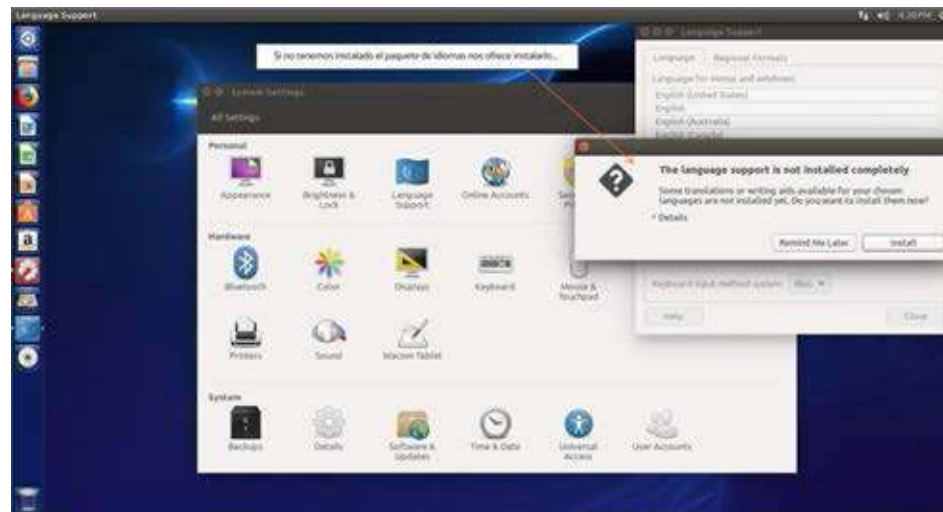 Language Support
4:28 PM
Si no tenemos instalado el paquete de idiomas nos ofrece instalarlo...
Language Support
Language Regional Formats
Language for menus and windows:
English (United States)
English
English (Australia)
English (Canada)
System Settings
All Settings
Personal
Appearance
Brightness & Lock
Language Support
Online Accounts
The language support is not installed completely
Some translations or writing aids available for your chosen
languages are not installed yet. Do you want to install them now?
Details
Remind Me Later Install
Hardware
Bluetooth
Color
Displays
Keyboard
Mouse & Touchpad
Keyboard input method system:
Help Close
Printers
Sound
Wacom Tablet
System
Backups
Details
Software & Updates
Time & Date
Universal Access
User Accounts